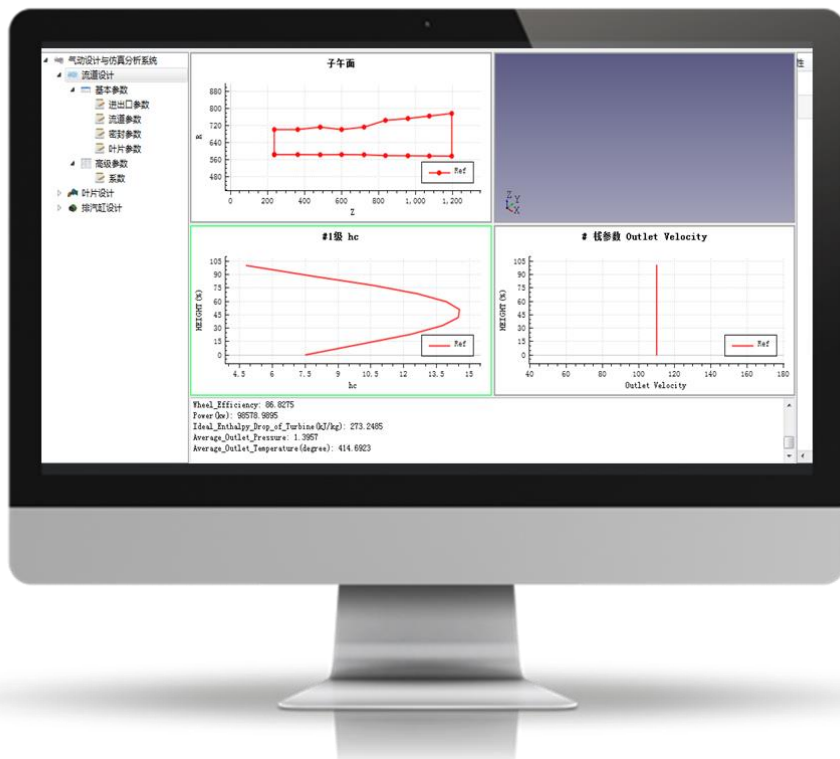 气动设计与仿真分析系统
流道设计
基本参数
进出口参数
流道参数
密封参数
叶片参数
高级参数
系数
叶片设计
排汽缸设计
子午面
880
800
720
640
560
480
R
0 200 400 600 800 1,000 1,200
Z
Ref
Z
Y
X
性
#1级 hc
105
90
75
60
45
30
15
0
HEIGHT(%)
4.5 6 7.5 9 10.5 12 13.5 15
hc
Ref
# 栈参数 Outlet Velocity
105
90
75
60
45
30
15
0
HEIGHT(%)
40 60 80 100 120 140 160 180
Outlet Velocity
Ref
Wheel_Efficiency: 86.8275
Power(kw): 98578.9895
Ideal_Enthalpy_Drop_of_Turbine(kJ/kg): 273.2485
Average_Outlet_Pressure: 1.3957
Average_Outlet_Temperature(degree): 414.6923